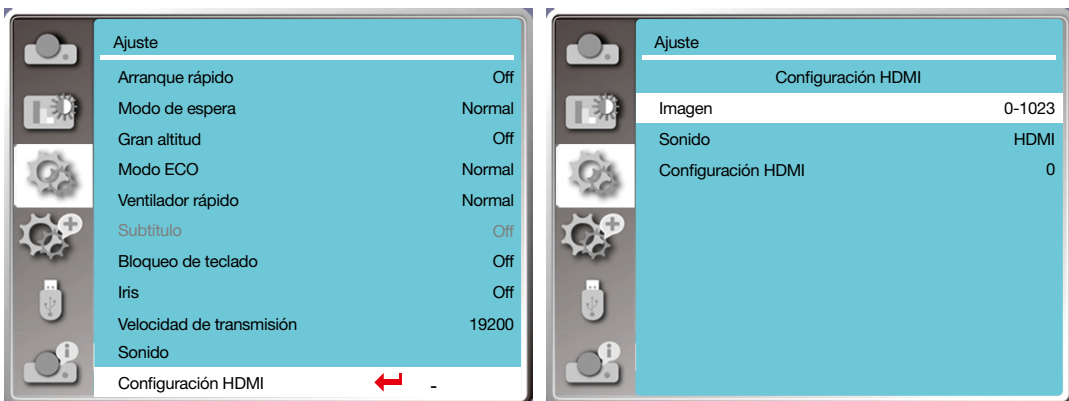 Ajuste
Arranque rápido Off
Modo de espera Normal
Gran altitud Off
Modo ECO Normal
Ventilador rápido Normal
Subtítulo Off
Bloqueo de teclado Off
Iris Off
Velocidad de transmisión 19200
Sonido
Configuración HDMI -
Ajuste
Configuración HDMI
Imagen 0-1023
Sonido HDMI
Configuración HDMI 0